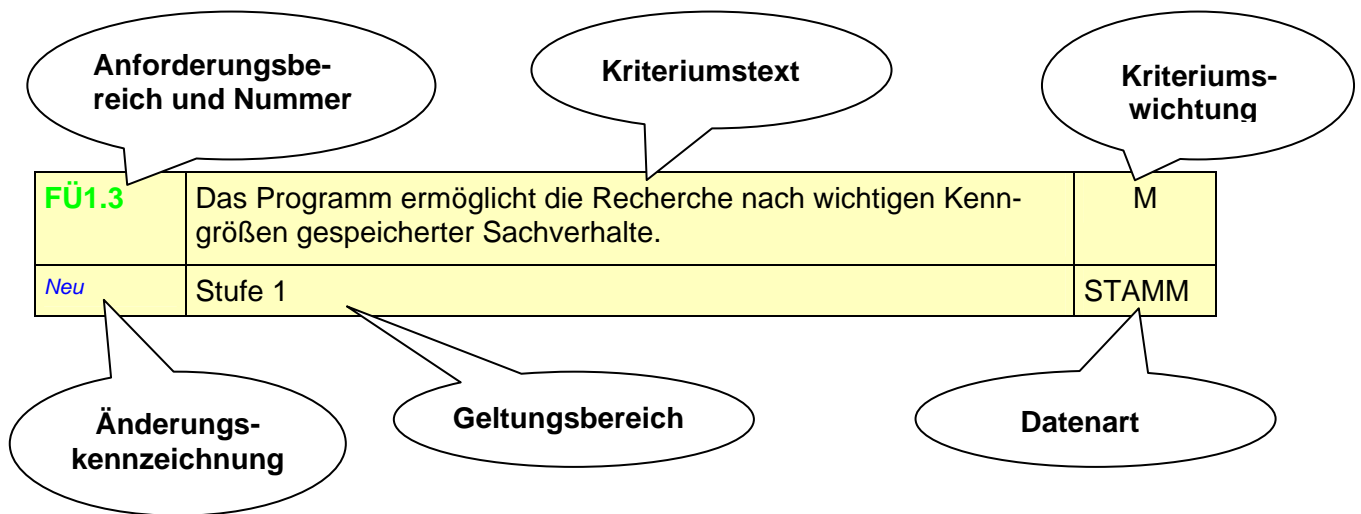 Anforderungsbe-
reich und Nummer
Kriteriumstext
Kriteriums-
wichtung
FÜ1.3
Das Programm ermöglicht die Recherche nach wichtigen Kenn-
größen gespeicherter Sachverhalte.
M
Neu
Stufe 1
STAMM
Änderungs-
kennzeichnung
Geltungsbereich
Datenart